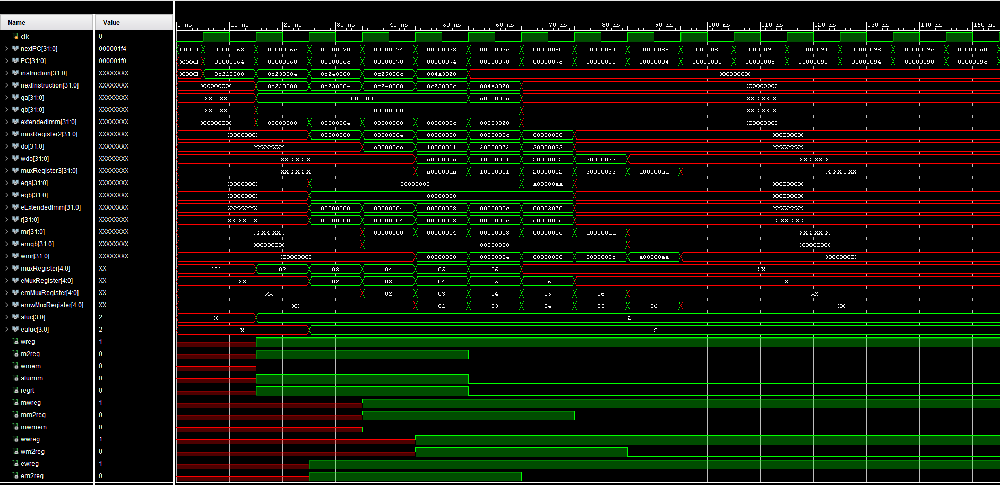 Name Value
0 ns 10 ns 20 ns 30 ns 40 ns 50 ns 60 ns 70 ns 80 ns 90 ns 100 ns 110 ns 120 ns 130 ns 140 ns 150 ns
clk 0
nextPC[31:0] 000001f4 0000 00000068 0000006c 00000070 00000074 00000078 0000007c 00000080 00000084 00000088 0000008c 00000090 00000094 00000098 0000009c 000000a0
PC[31:0] 000001f0 XXXX 00000064 00000068 0000006c 00000070 00000074 00000078 0000007c 00000080 00000084 00000088 0000008c 00000090 00000094 00000098 0000009c
instruction[31:0] XXXXXXXX XXXX 8c220000 8c230004 8c240008 8c25000c 004a3020 XXXXXXXX
nextInstruction[31:0] XXXXXXXX XXXXXXXX 8c220000 8c230004 8c240008 8c25000c 004a3020 XXXXXXXX
qa[31:0] XXXXXXXX XXXXXXXX 00000000 a00000aa XXXXXXXX
qb[31:0] XXXXXXXX XXXXXXXX 00000000 XXXXXXXX
extendedImm[31:0] XXXXXXXX XXXXXXXX 00000000 00000004 00000008 0000000c 00003020 XXXXXXXX
muxRegister2[31:0] XXXXXXXX XXXXXXXX 00000000 00000004 00000008 0000000c 00000000 XXXXXXXX
do[31:0] XXXXXXXX XXXXXXXX a00000aa 10000011 20000022 30000033 XXXXXXXX
wdo[31:0] XXXXXXXX XXXXXXXX a00000aa 10000011 20000022 30000033 XXXXXXXX
muxRegister3[31:0] XXXXXXXX XXXXXXXX a00000aa 10000011 20000022 30000033 a00000aa XXXXXXXX
eqa[31:0] XXXXXXXX XXXXXXXX 00000000 a00000aa XXXXXXXX
eqb[31:0] XXXXXXXX XXXXXXXX 00000000 XXXXXXXX
eExtendedImm[31:0] XXXXXXXX XXXXXXXX 00000000 00000004 00000008 0000000c 00003020 XXXXXXXX
r[31:0] XXXXXXXX XXXXXXXX 00000000 00000004 00000008 0000000c a00000aa XXXXXXXX
mr[31:0] XXXXXXXX XXXXXXXX 00000000 00000004 00000008 0000000c a00000aa XXXXXXXX
emqb[31:0] XXXXXXXX XXXXXXXX 00000000 XXXXXXXX
wmr[31:0] XXXXXXXX XXXXXXXX 00000000 00000004 00000008 0000000c a00000aa XXXXXXXX
muxRegister[4:0] XX XX 02 03 04 05 06 XX
eMuxRegister[4:0] XX XX 02 03 04 05 06 XX
emMuxRegister[4:0] XX XX 02 03 04 05 06 XX
emwMuxRegister[4:0] XX XX 02 03 04 05 06 XX
aluc[3:0] 2 X 2
ealuc[3:0] 2 X 2
wreg 1
m2reg 0
wmem 0
aluimm 0
regrt 0
mwreg 1
mm2reg 0
mwmem 0
wwreg 1
wm2reg 0
ewreg 1
em2reg 0